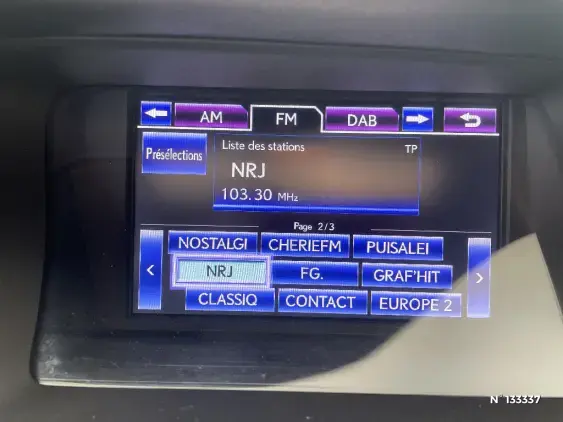 AM FM DAB
Présélections
Liste des stations TP
NRJ
103.30 MHz
Page 2/3
NOSTALGI CHERIEFM PUISALEI
NRJ FG. GRAF'HIT
CLASSIQ CONTACT EUROPE 2
N°133337